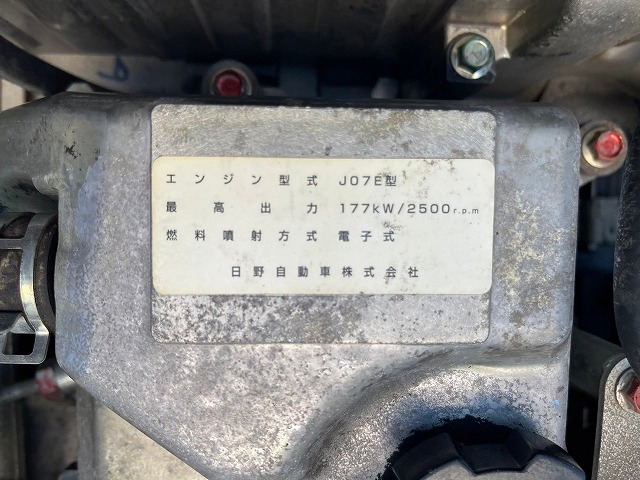 エンジン型式 J07E型
最高出力 177kW/2500r.p.m
燃料噴射方式 電子式
日野自動車株式会社